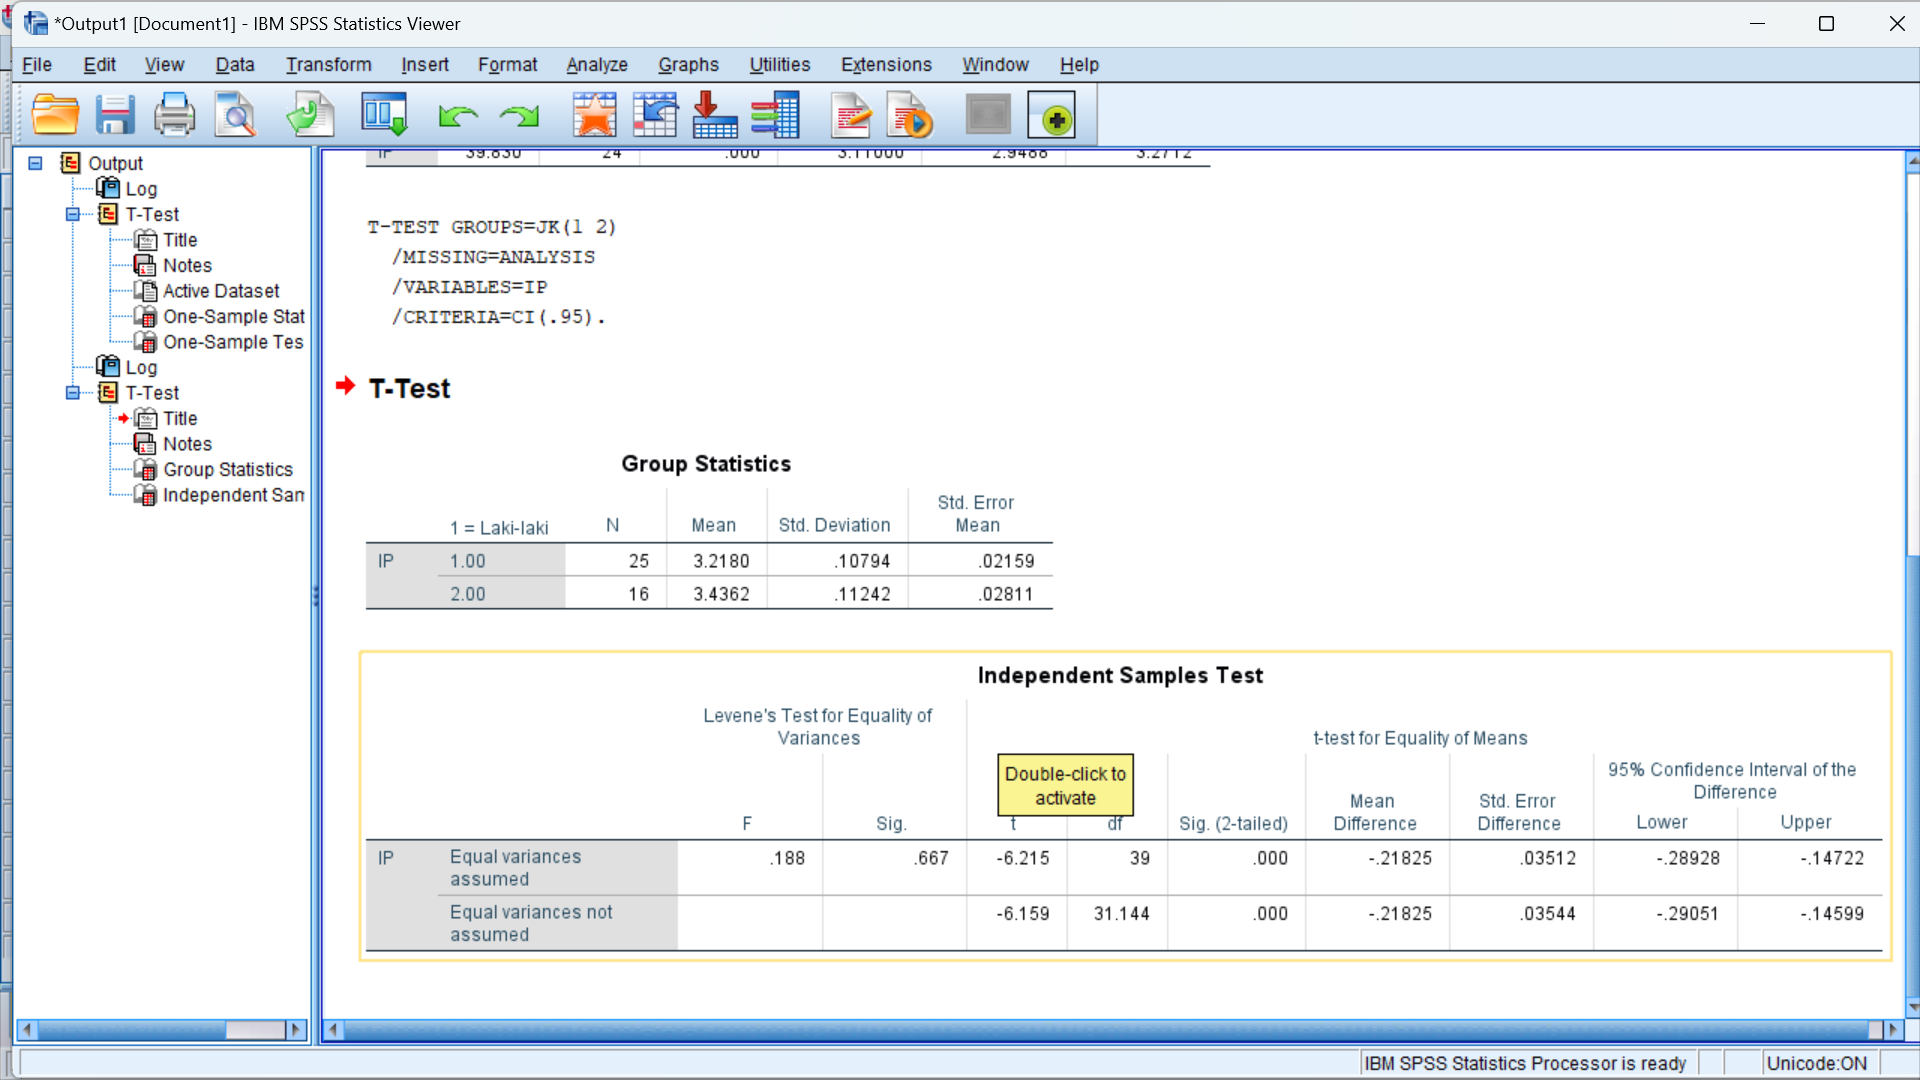 *Output1 [Document1] - IBM SPSS Statistics Viewer
File Edit View Data Transform Insert Format Analyze Graphs Utilities Extensions Window Help
Output
Log
T-Test
Title
Notes
Active Dataset
One-Sample Stat
One-Sample Tes
Log
T-Test
Title
Notes
Group Statistics
Independent Sam
IP 39.830 24 .000 3.11000 2.9488 3.2712
T-TEST GROUPS=JK(1 2)
/MISSING=ANALYSIS
/VARIABLES=IP
/CRITERIA=CI(.95).
T-Test
Group Statistics
1 = Laki-laki N Mean Std. Deviation Std. Error Mean
IP 1.00 25 3.2180 .10794 .02159
2.00 16 3.4362 .11242 .02811
Independent Samples Test
Levene's Test for Equality of
Variances
t-test for Equality of Means
Double-click to
activate
95% Confidence Interval of the
Difference
F Sig. t df Sig. (2-tailed) Mean Difference Std. Error Difference Lower Upper
IP Equal variances assumed .188 .667 -6.215 39 .000 -.21825 .03512 -.28928 -.14722
Equal variances not assumed -6.159 31.144 .000 -.21825 .03544 -.29051 -.14599
IBM SPSS Statistics Processor is ready Unicode:ON